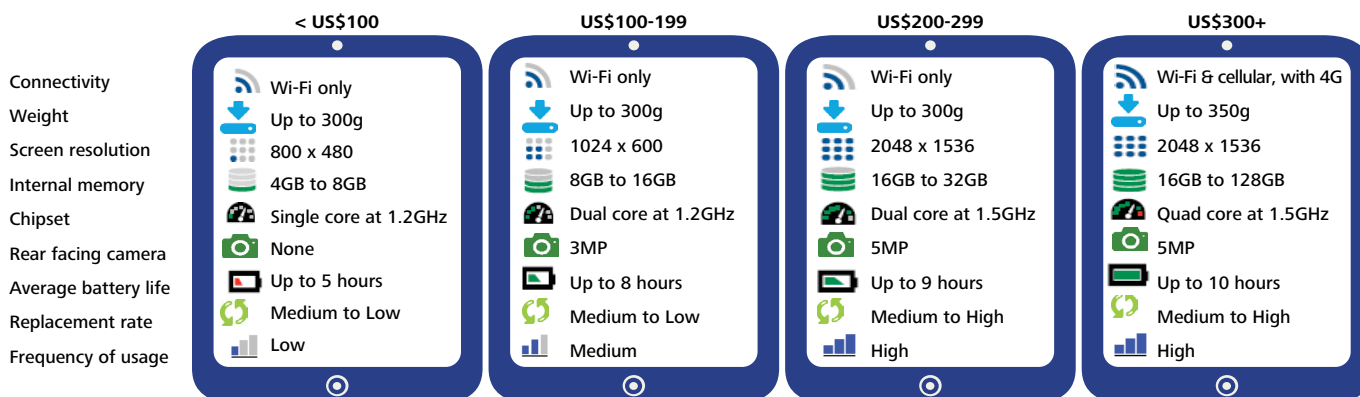 < US$100 US$100-199 US$200-299 US$300+
Connectivity Wi-Fi only Wi-Fi only Wi-Fi only Wi-Fi & cellular, with 4G
Weight Up to 300g Up to 300g Up to 300g Up to 350g
Screen resolution 800 x 480 1024 x 600 2048 x 1536 2048 x 1536
Internal memory 4GB to 8GB 8GB to 16GB 16GB to 32GB 16GB to 128GB
Chipset Single core at 1.2GHz Dual core at 1.2GHz Dual core at 1.5GHz Quad core at 1.5GHz
Rear facing camera None 3MP 5MP 5MP
Average battery life Up to 5 hours Up to 8 hours Up to 9 hours Up to 10 hours
Replacement rate Medium to Low Medium to Low Medium to High Medium to High
Frequency of usage Low Medium High High